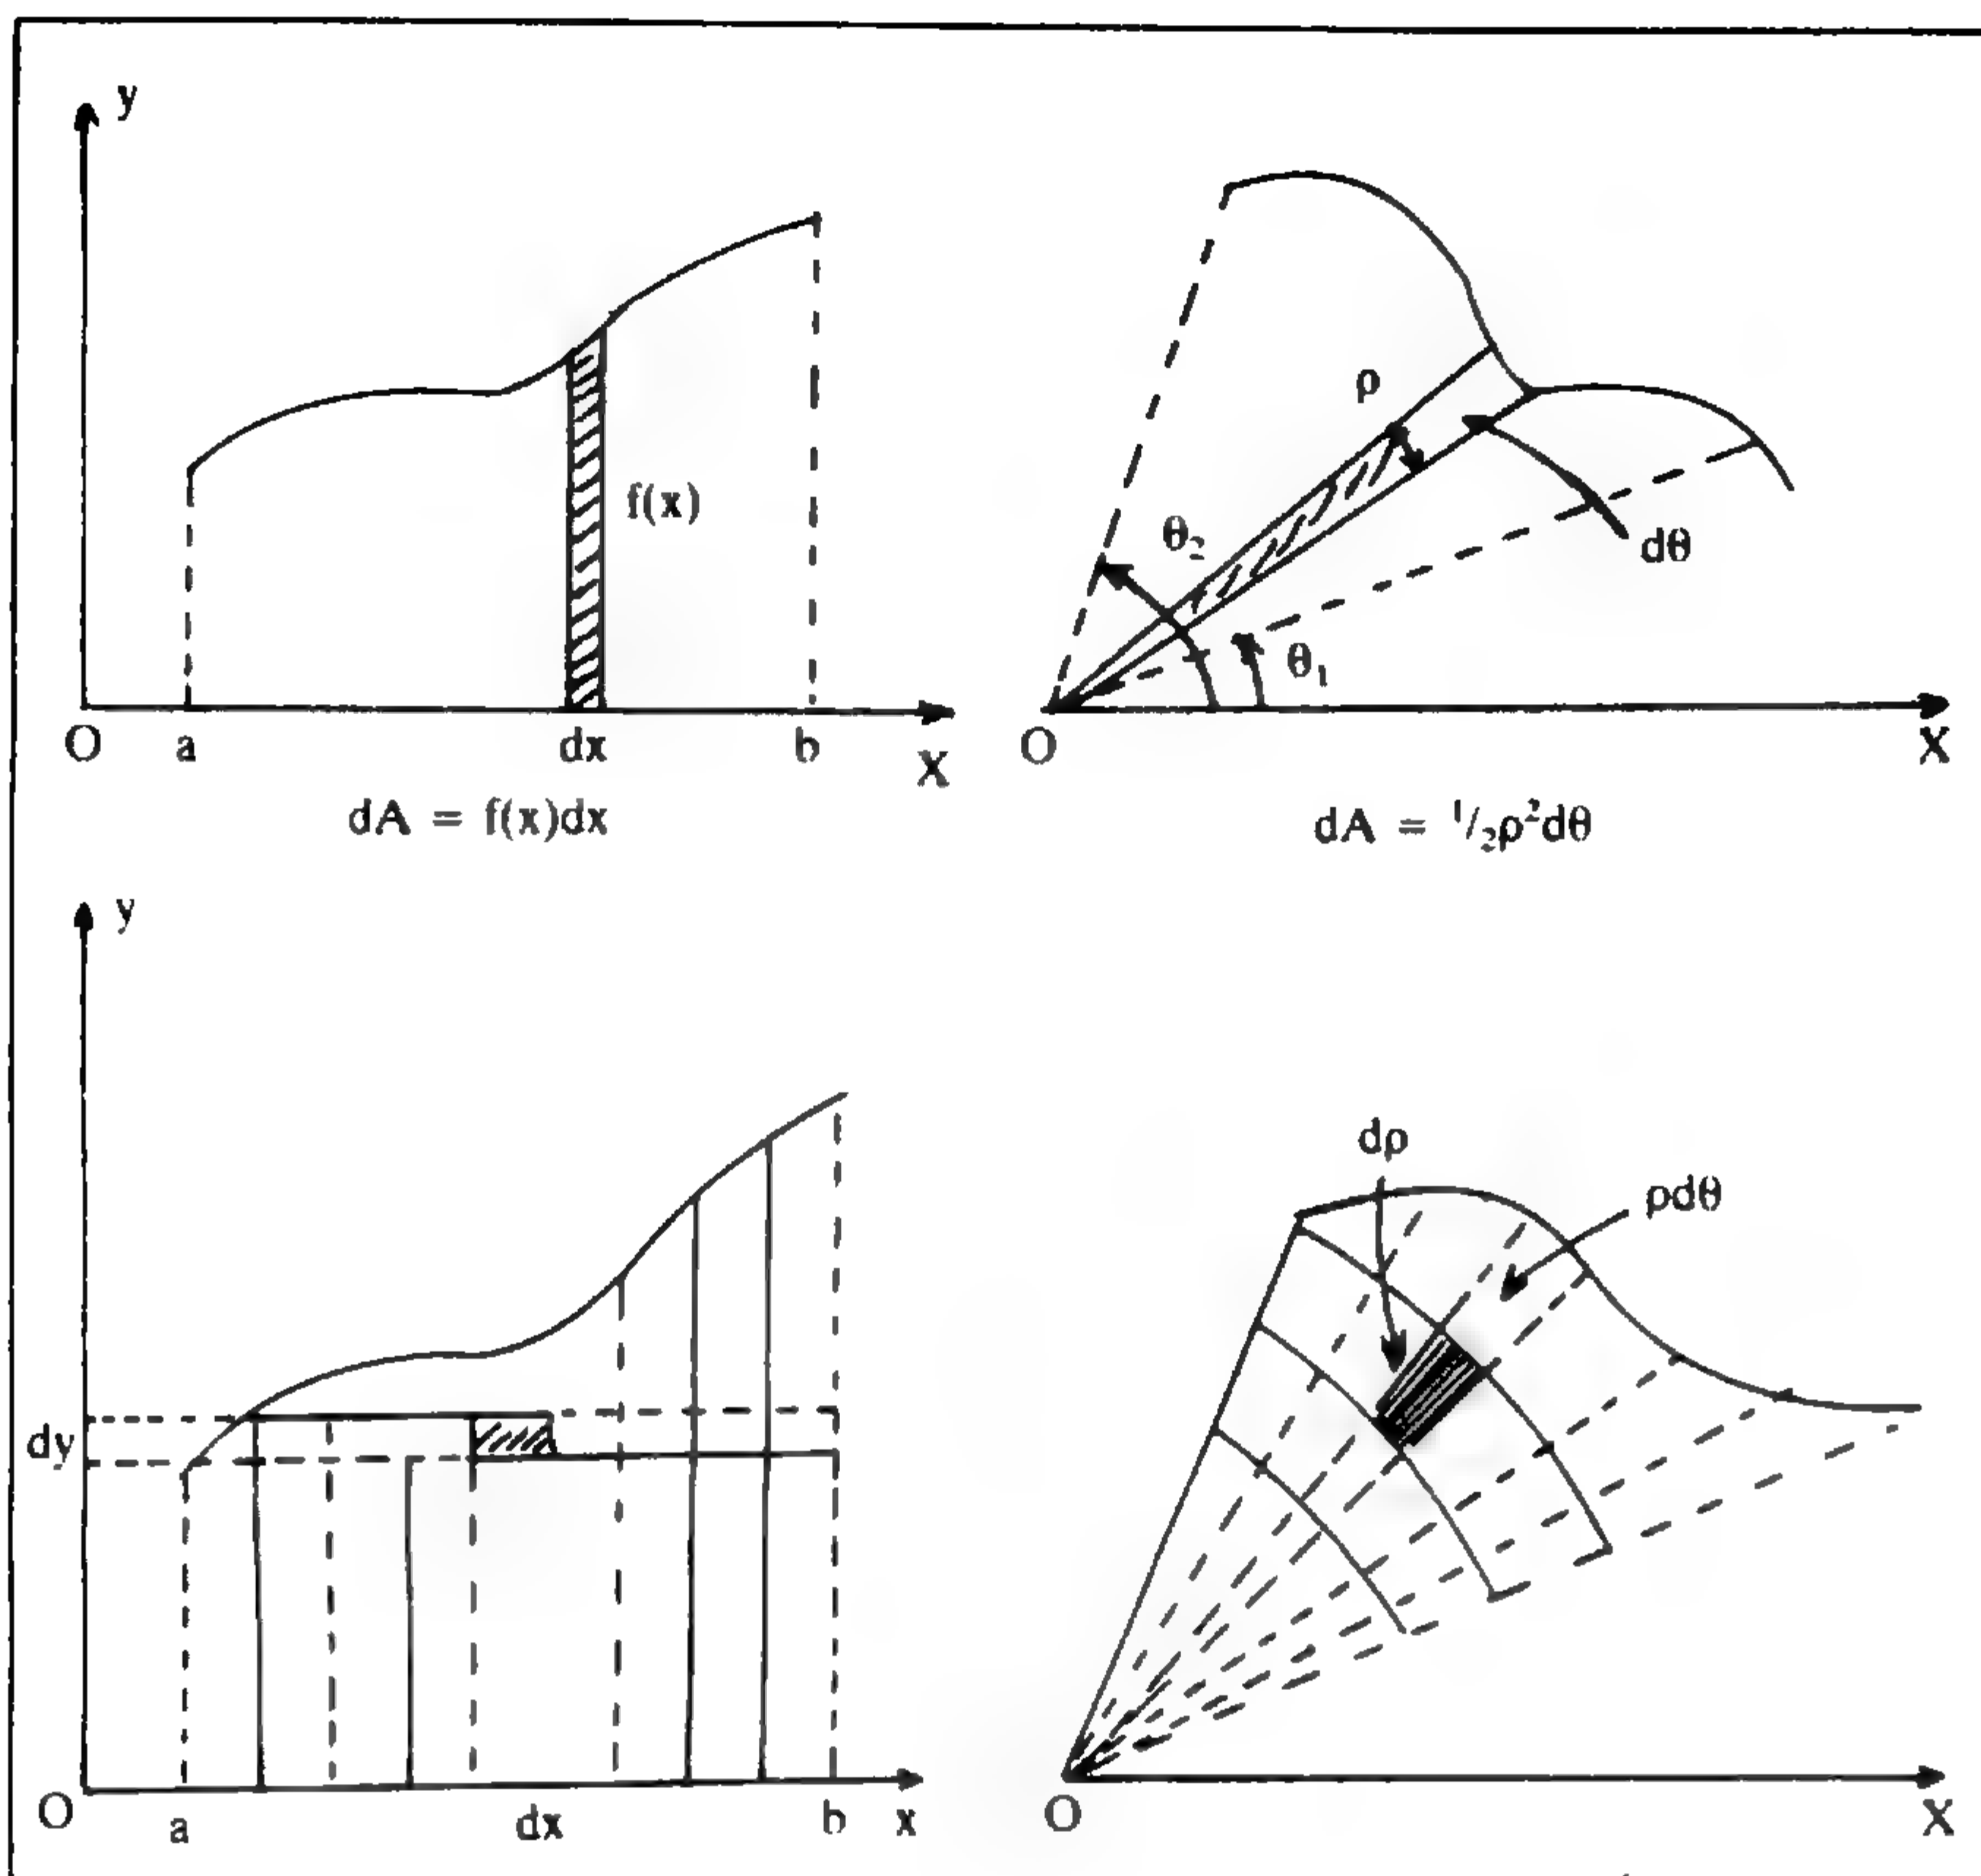 y
f(x)
O a dx b X
dA = f(x)dx
ρ
θ₂
dθ
θ₁
O X
dA = ¹/₂ρ²dθ
y
dy
O a dx b x
dρ
ρdθ
O X